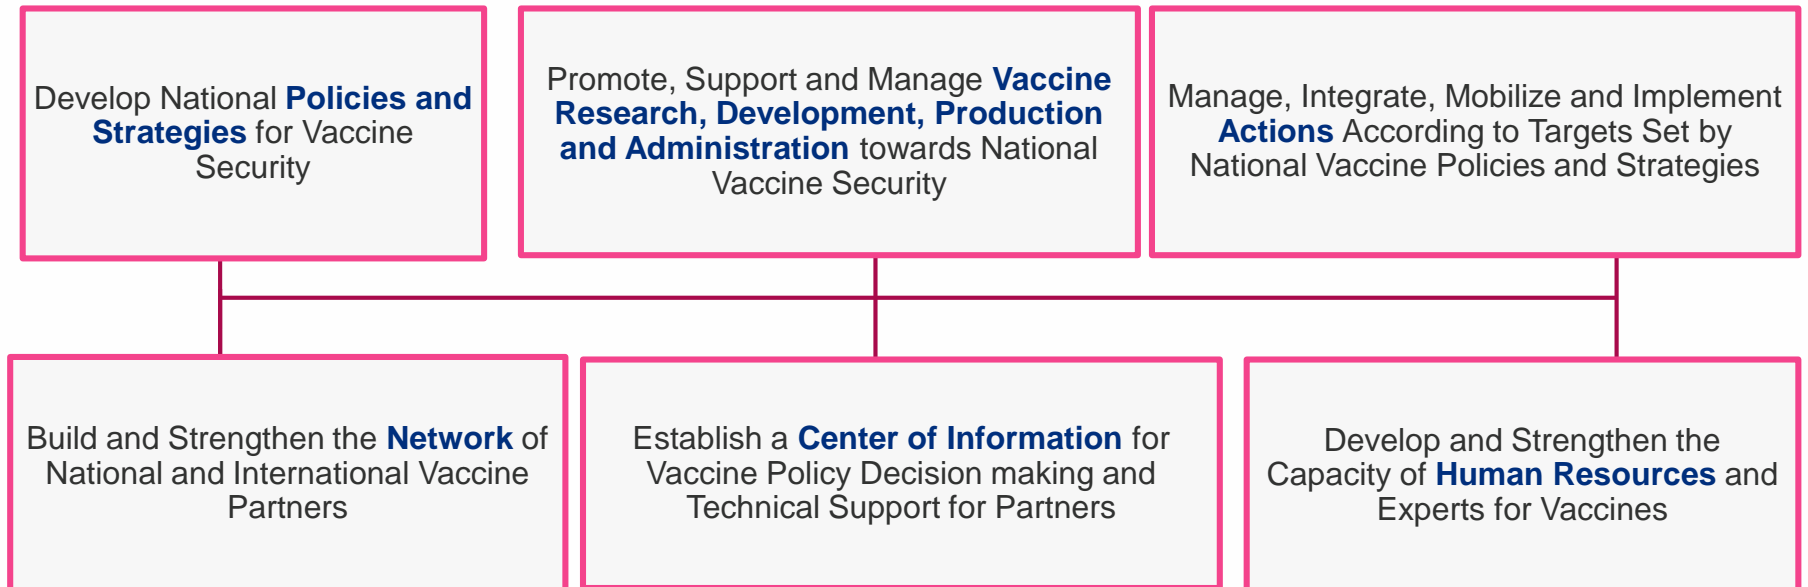 Develop National Policies and
Strategies for Vaccine
Security
Promote, Support and Manage Vaccine
Research, Development, Production
and Administration towards National
Vaccine Security
Manage, Integrate, Mobilize and Implement
Actions According to Targets Set by
National Vaccine Policies and Strategies
Build and Strengthen the Network of
National and International Vaccine
Partners
Establish a Center of Information for
Vaccine Policy Decision making and
Technical Support for Partners
Develop and Strengthen the
Capacity of Human Resources and
Experts for Vaccines